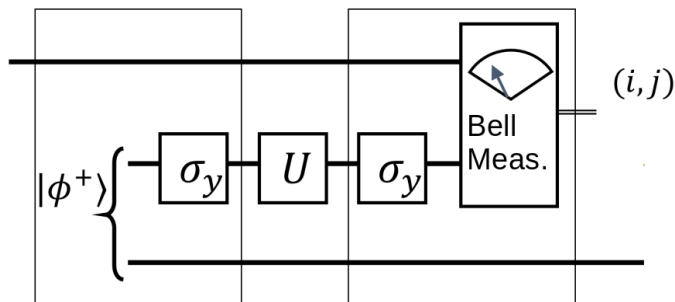 (i, j)
Bell
Meas.
|ϕ⁺⟩
σy U σy